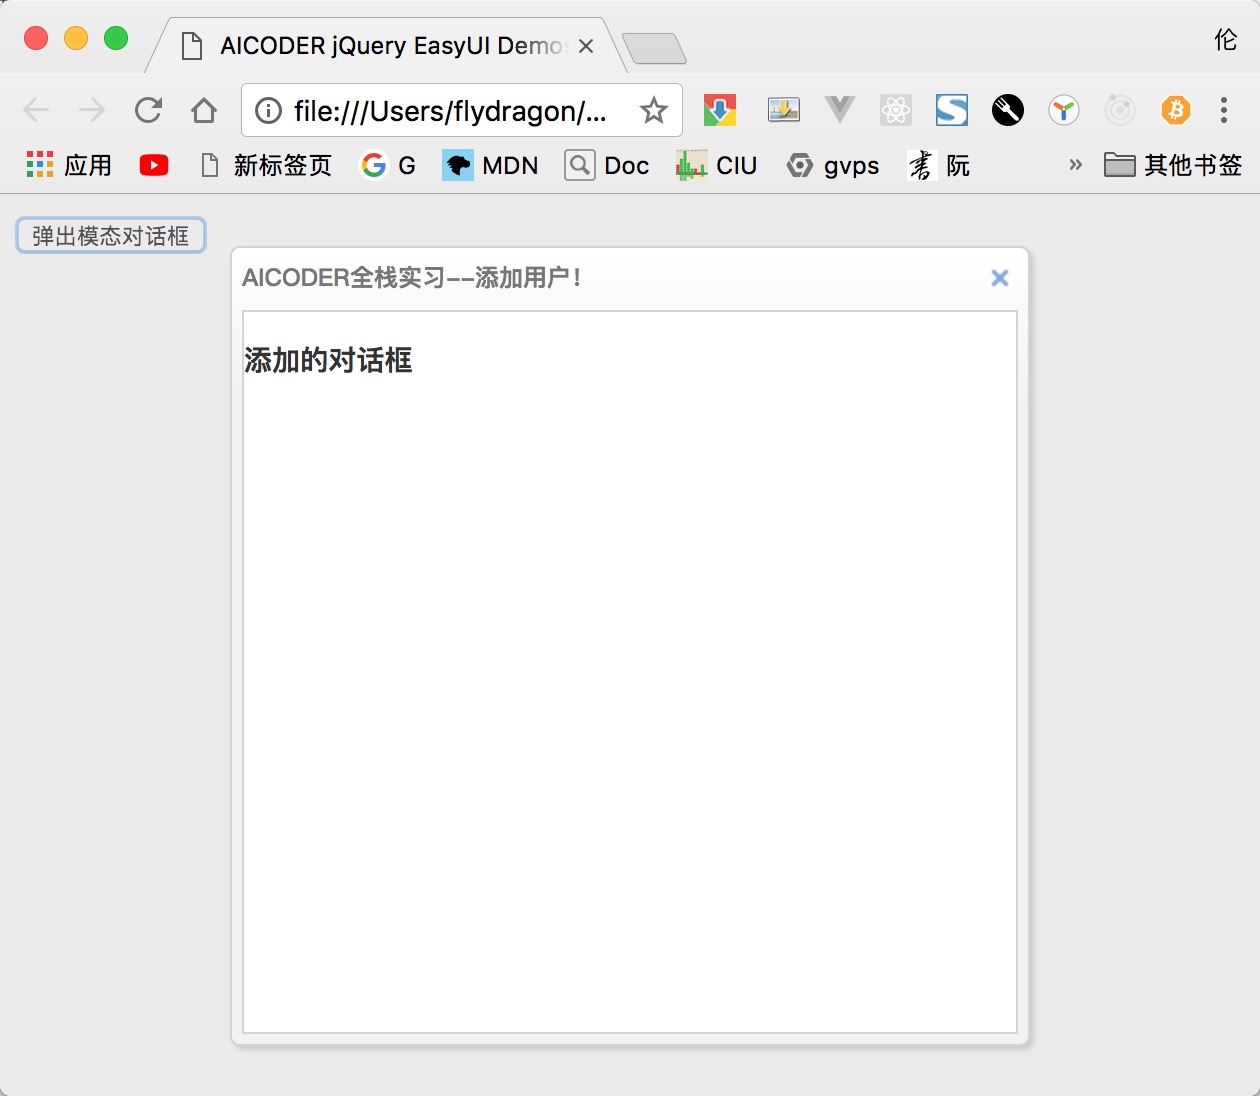 AICODER jQuery EasyUI Demos
伦
file:///Users/flydragon/...
应用 新标签页 G MDN Doc CIU gvps 阮 » 其他书签
弹出模态对话框
AICODER全栈实习--添加用户!
添加的对话框